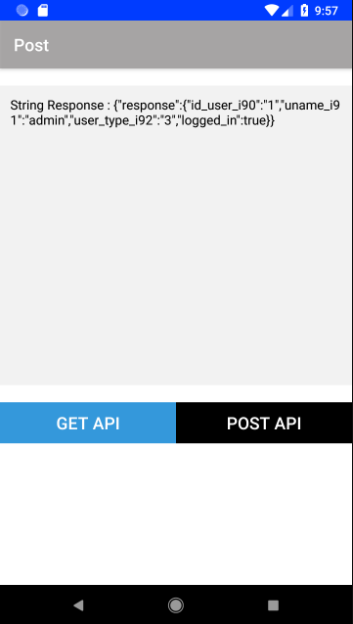 9:57
Post
String Response : {"response":{"id_user_i90":"1","uname_i9
1":"admin","user_type_i92":"3","logged_in":true}}
GET API
POST API